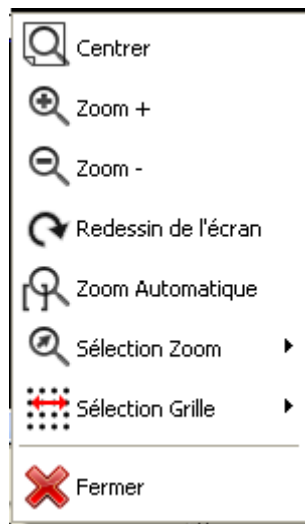 Centrer
Zoom +
Zoom -
Redessin de l'écran
Zoom Automatique
Sélection Zoom
Sélection Grille
Fermer